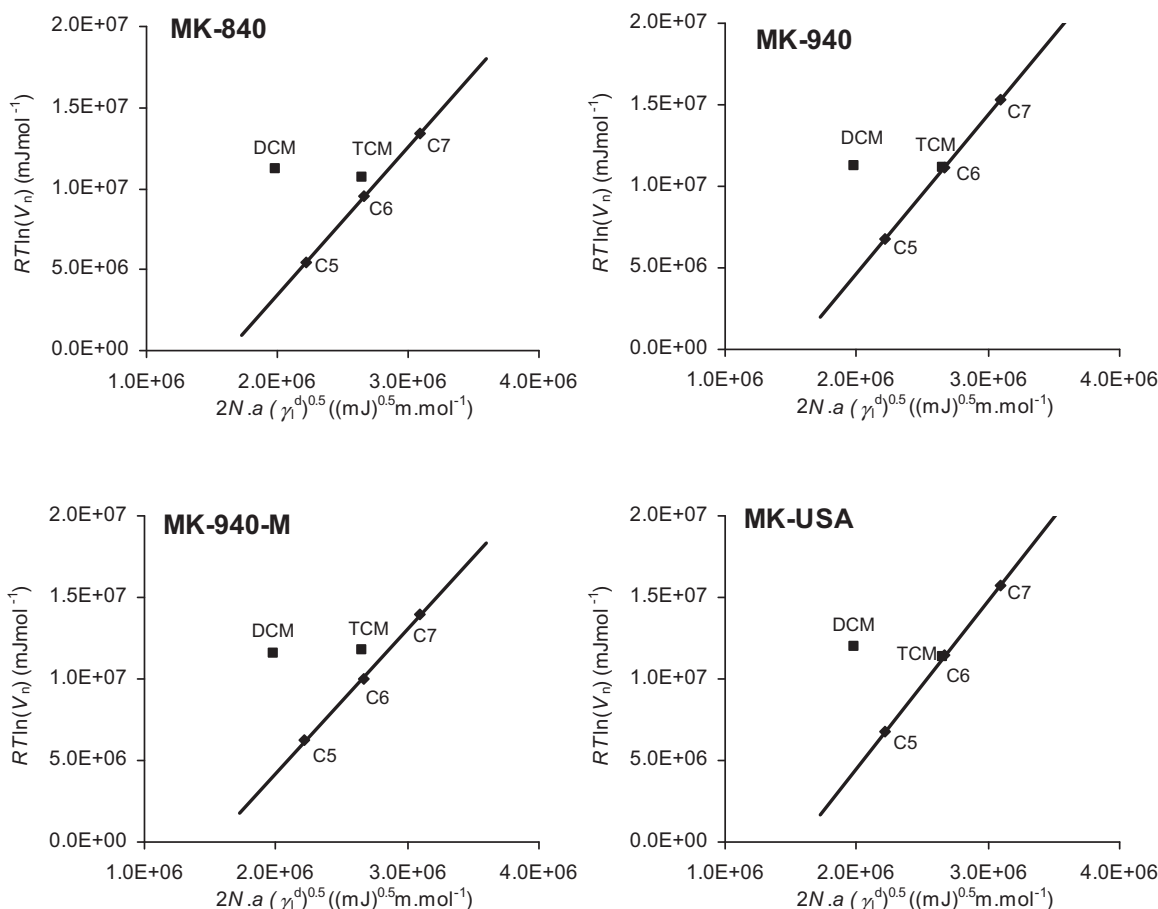 MK-840
2.0E+07
1.5E+07
1.0E+07
5.0E+06
0.0E+00
RTln(Vn) (mJmol-1)
DCM
TCM
C7
C6
C5
1.0E+06 2.0E+06 3.0E+06 4.0E+06
2N.a (γl^d)^0.5 ((mJ)^0.5m.mol-1)
MK-940
2.0E+07
1.5E+07
1.0E+07
5.0E+06
0.0E+00
RTln(Vn) (mJmol-1)
DCM
TCM
C7
C6
C5
1.0E+06 2.0E+06 3.0E+06 4.0E+06
2N.a (γl^d)^0.5 ((mJ)^0.5m.mol-1)
MK-940-M
2.0E+07
1.5E+07
1.0E+07
5.0E+06
0.0E+00
RTln(Vn) (mJmol-1)
DCM
TCM
C7
C6
C5
1.0E+06 2.0E+06 3.0E+06 4.0E+06
2N.a (γl^d)^0.5 ((mJ)^0.5m.mol-1)
MK-USA
2.0E+07
1.5E+07
1.0E+07
5.0E+06
0.0E+00
RTln(Vn) (mJmol-1)
DCM
TCM
C7
C6
C5
1.0E+06 2.0E+06 3.0E+06 4.0E+06
2N.a (γl^d)^0.5 ((mJ)^0.5m.mol-1)